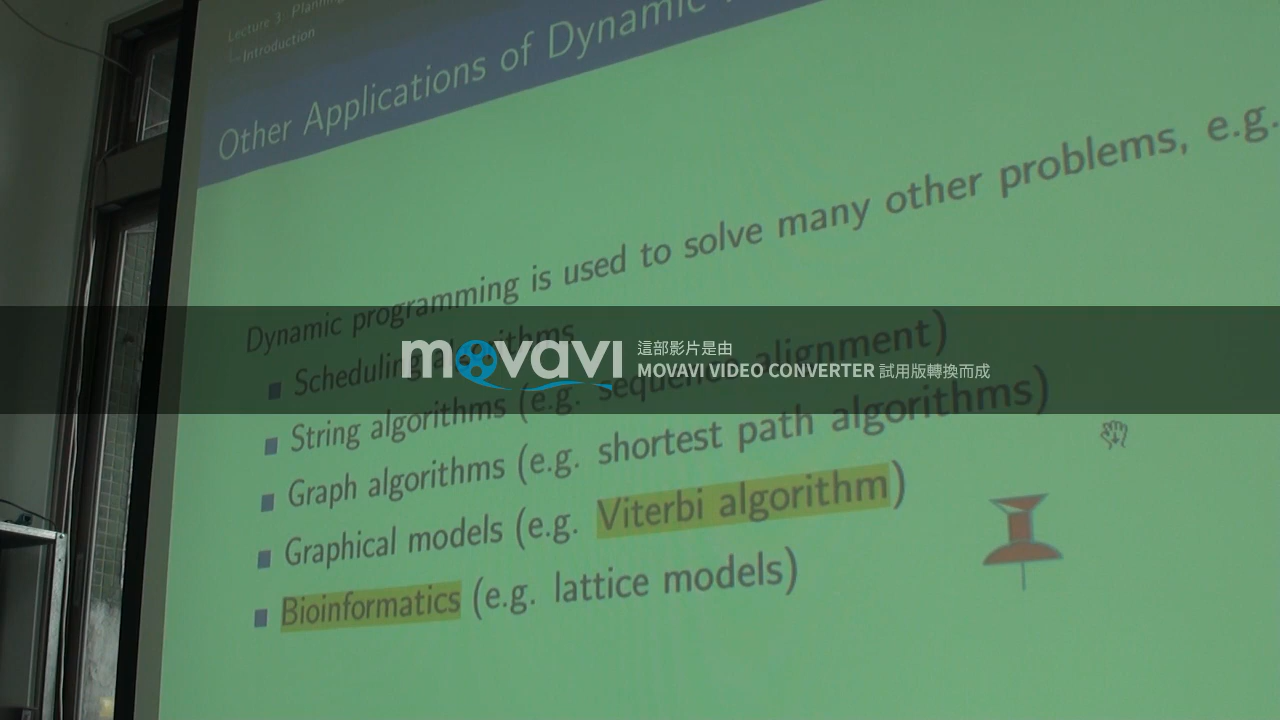 Lecture 3: Planning
Introduction
Other Applications of Dynamic
Dynamic programming is used to solve many other problems, e.g.
Scheduling algorithms
String algorithms (e.g. sequence alignment)
Graph algorithms (e.g. shortest path algorithms)
Graphical models (e.g. Viterbi algorithm)
Bioinformatics (e.g. lattice models)
movavi
這部影片是由
MOVAVI VIDEO CONVERTER 試用版轉換而成